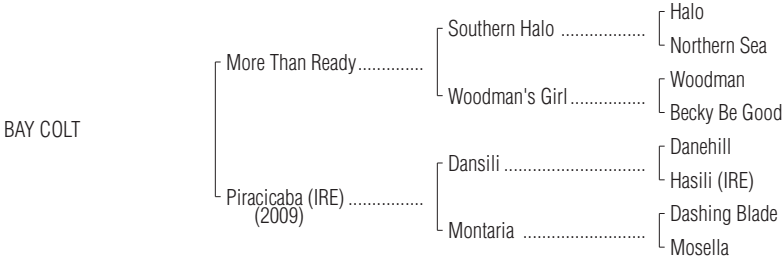 Halo
Southern Halo ...................
Northern Sea
More Than Ready..............
Woodman
Woodman's Girl................
Becky Be Good
BAY COLT
Danehill
Dansili ................................
Hasili (IRE)
Piracicaba (IRE) ................
(2009)
Dashing Blade
Montaria ...........................
Mosella